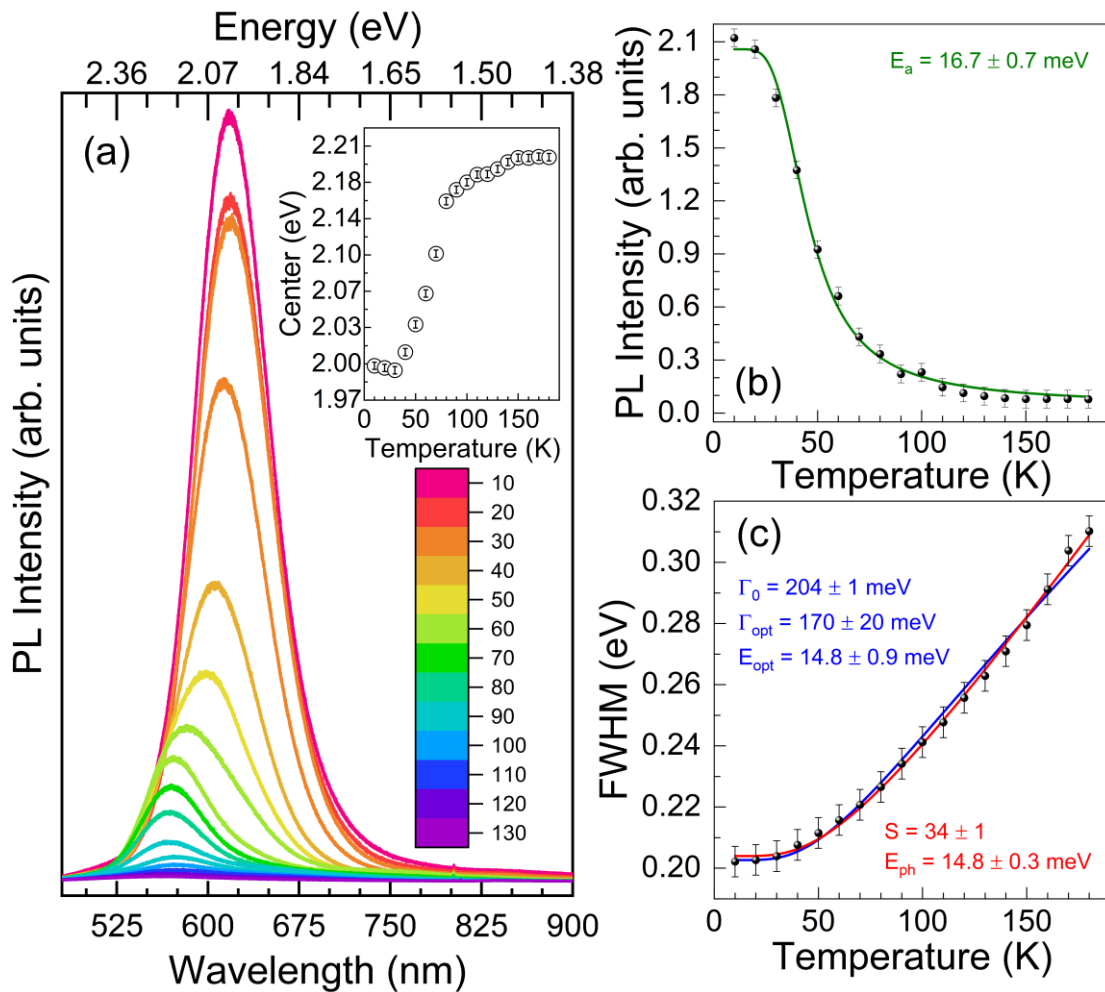 Energy (eV)
2.36 2.07 1.84 1.65 1.50 1.38
(a)
PL Intensity (arb. units)
Center (eV)
2.21
2.18
2.14
2.10
2.07
2.03
2.00
1.97
0 50 100 150
Temperature (K)
10
20
30
40
50
60
70
80
90
100
110
120
130
525 600 675 750 825 900
Wavelength (nm)
PL Intensity (arb. units)
2.1
1.8
1.5
1.2
0.9
0.6
0.3
0.0
Eₐ = 16.7 ± 0.7 meV
(b)
0 50 100 150
Temperature (K)
FWHM (eV)
0.32
0.30
0.28
0.26
0.24
0.22
0.20
(c)
Γ₀ = 204 ± 1 meV
Γopt = 170 ± 20 meV
Eopt = 14.8 ± 0.9 meV
S = 34 ± 1
Eph = 14.8 ± 0.3 meV
0 50 100 150
Temperature (K)